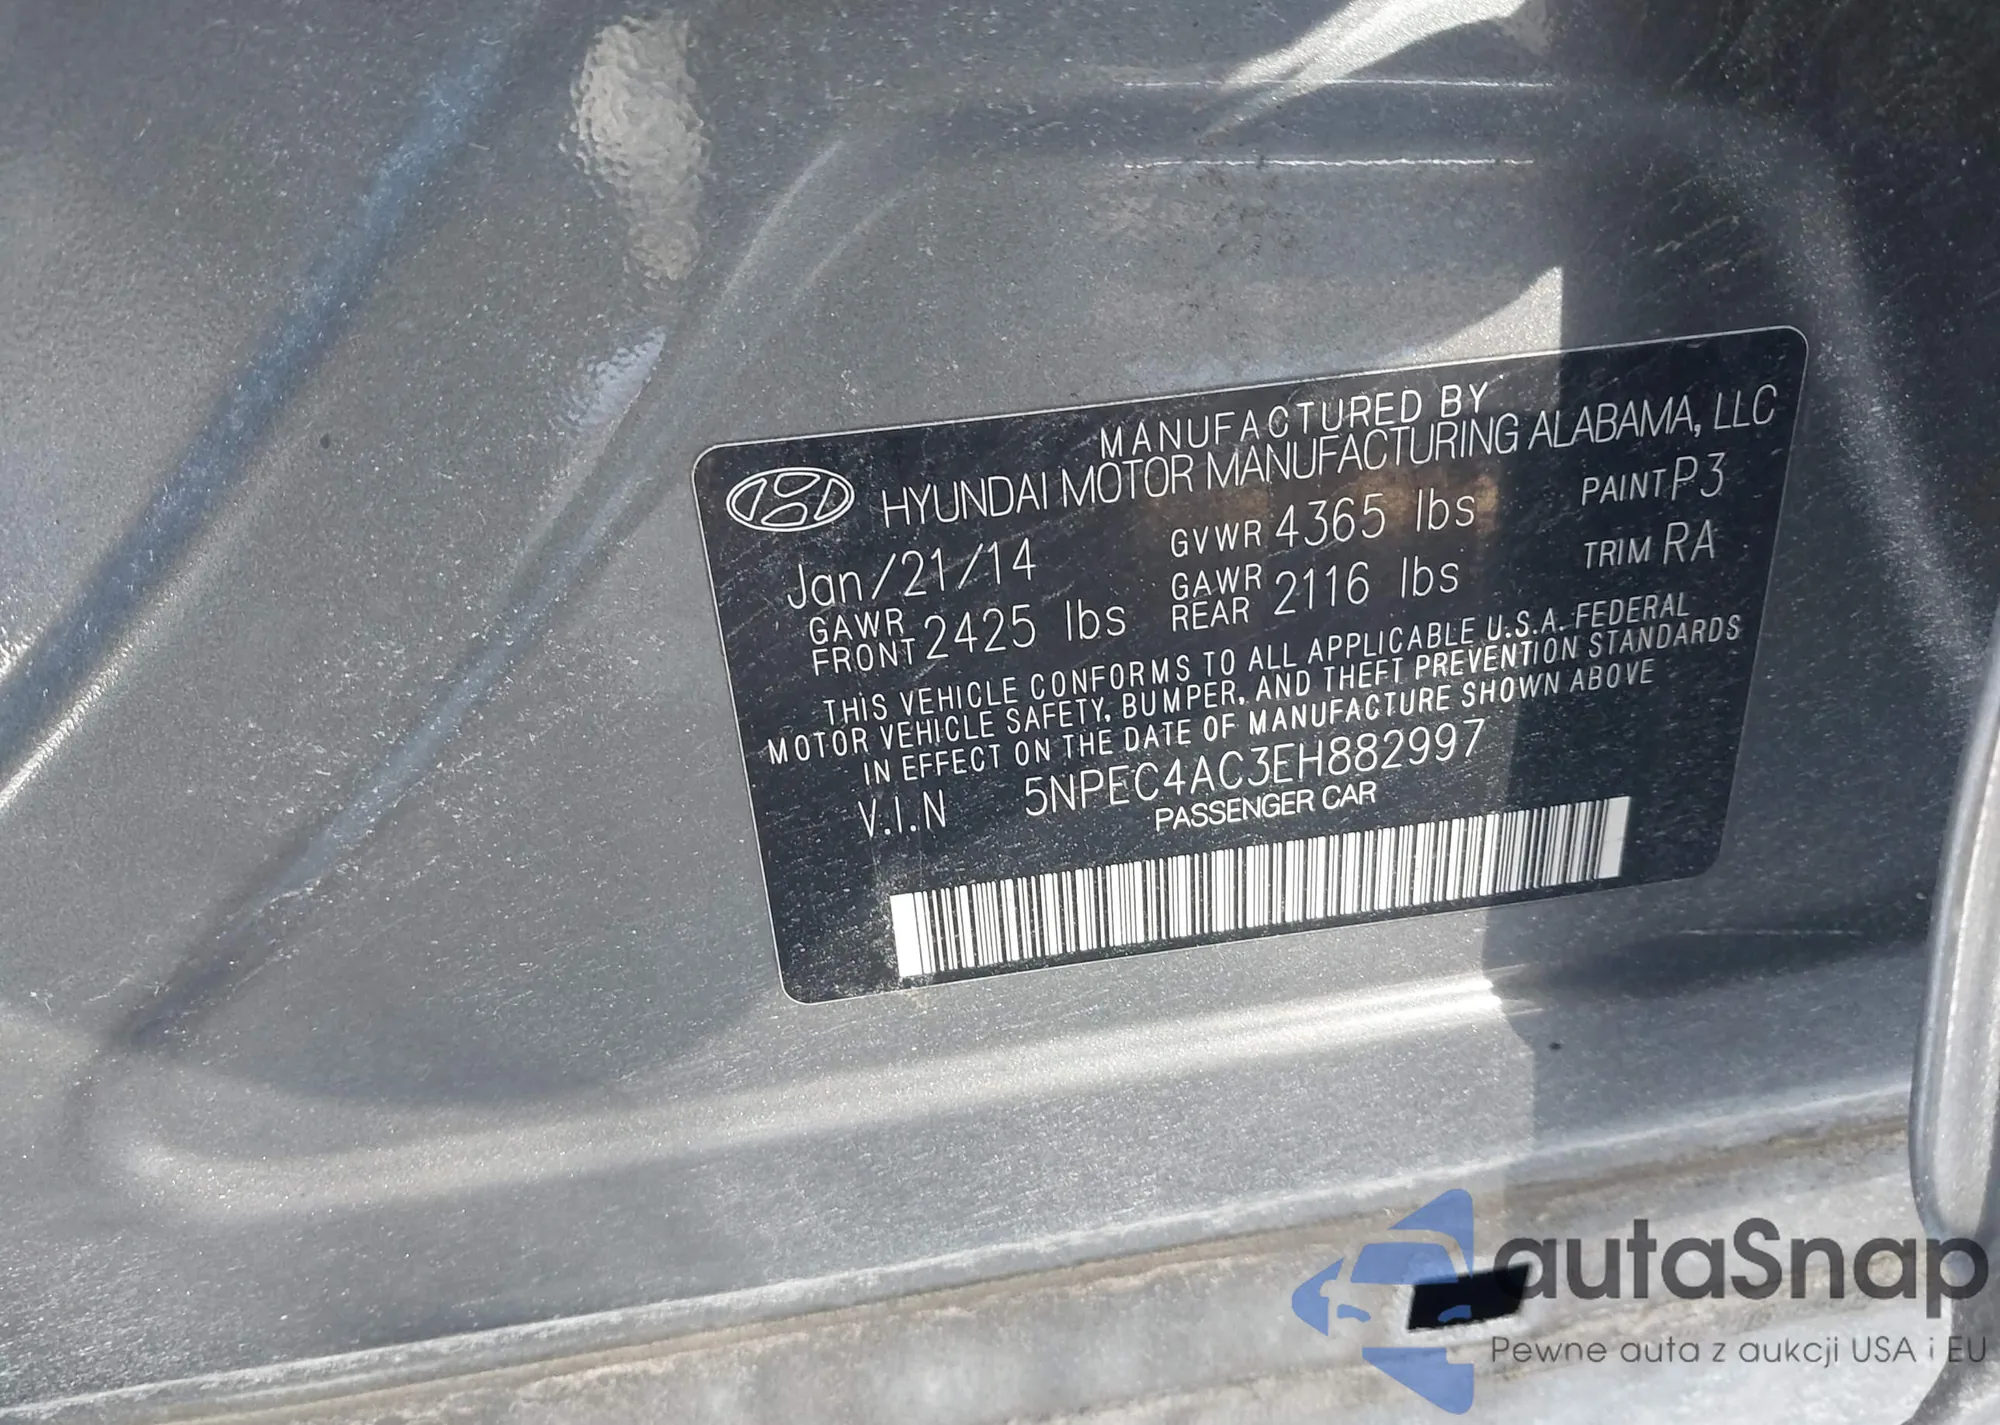 MANUFACTURED BY
HYUNDAI MOTOR MANUFACTURING ALABAMA, LLC
Jan/21/14 GVWR 4365 lbs PAINT P3
GAWR FRONT 2425 lbs GAWR REAR 2116 lbs TRIM RA
THIS VEHICLE CONFORMS TO ALL APPLICABLE U.S.A. FEDERAL
MOTOR VEHICLE SAFETY, BUMPER, AND THEFT PREVENTION STANDARDS
IN EFFECT ON THE DATE OF MANUFACTURE SHOWN ABOVE
V.I.N 5NPEC4AC3EH882997
PASSENGER CAR
autaSnap
Pewne auta z aukcji USA i EU